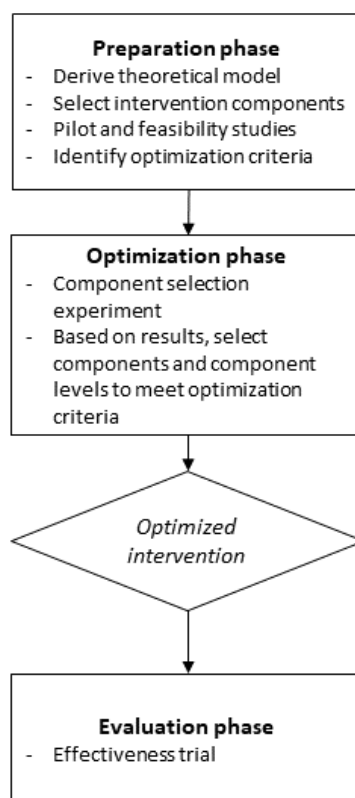 Preparation phase
- Derive theoretical model
- Select intervention components
- Pilot and feasibility studies
- Identify optimization criteria
Optimization phase
- Component selection
experiment
- Based on results, select
components and component
levels to meet optimization
criteria
Optimized
intervention
Evaluation phase
- Effectiveness trial